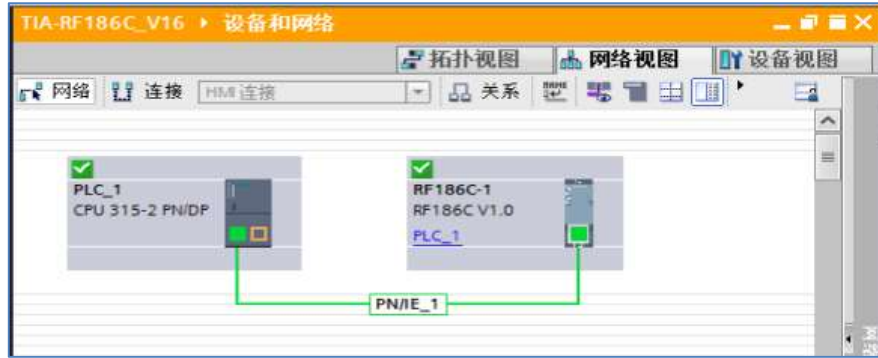 TIA-RF186C_V16 ▸ 设备和网络
拓扑视图 网络视图 设备视图
网络 连接 HMI 连接 关系
PLC_1
CPU 315-2 PN/DP
RF186C-1
RF186C V1.0
PLC_1
PN/IE_1